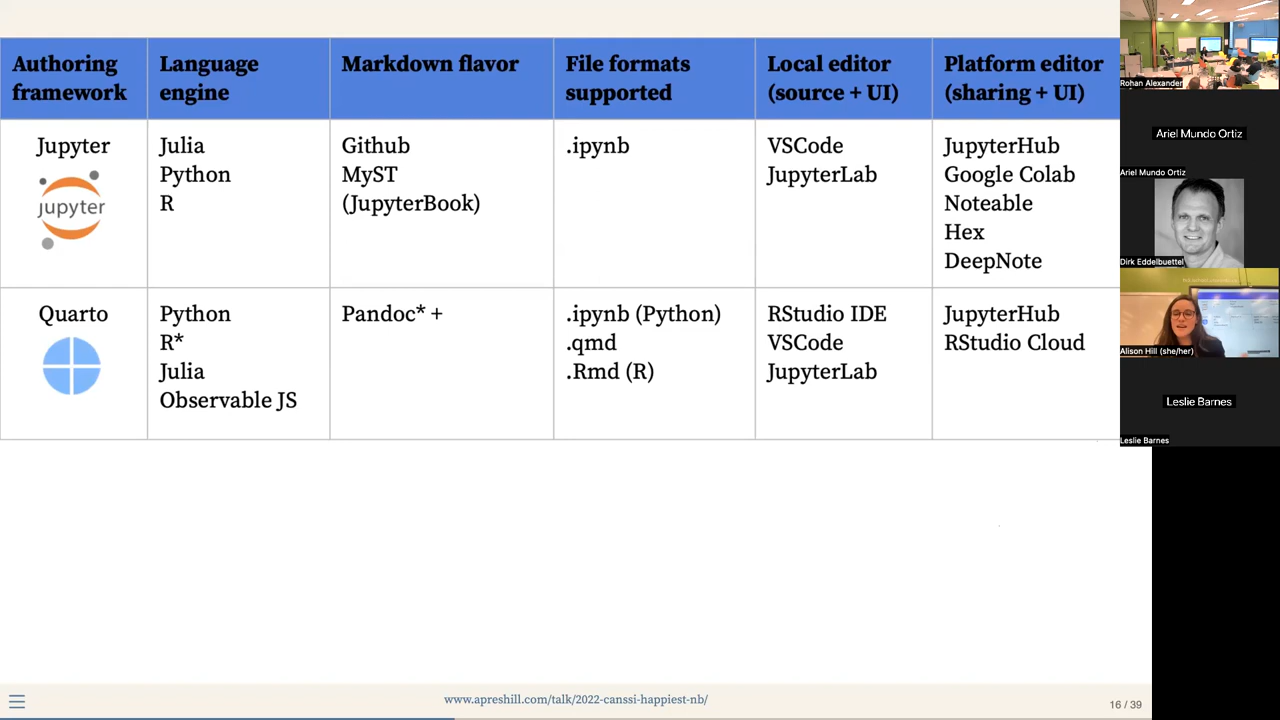 Authoring framework
Language engine
Markdown flavor
File formats supported
Local editor (source + UI)
Platform editor (sharing + UI)
Jupyter
jupyter
Julia
Python
R
Github
MyST
(JupyterBook)
.ipynb
VSCode
JupyterLab
JupyterHub
Google Colab
Noteable
Hex
DeepNote
Quarto
Python
R*
Julia
Observable JS
Pandoc* +
.ipynb (Python)
.qmd
.Rmd (R)
RStudio IDE
VSCode
JupyterLab
JupyterHub
RStudio Cloud
www.apreshill.com/talk/2022-canssi-happiest-nb/
16 / 39
Rohan Alexander
Ariel Mundo Ortiz
Ariel Mundo Ortiz
Dirk Eddelbuettel
Alison Hill (she/her)
Leslie Barnes
Leslie Barnes